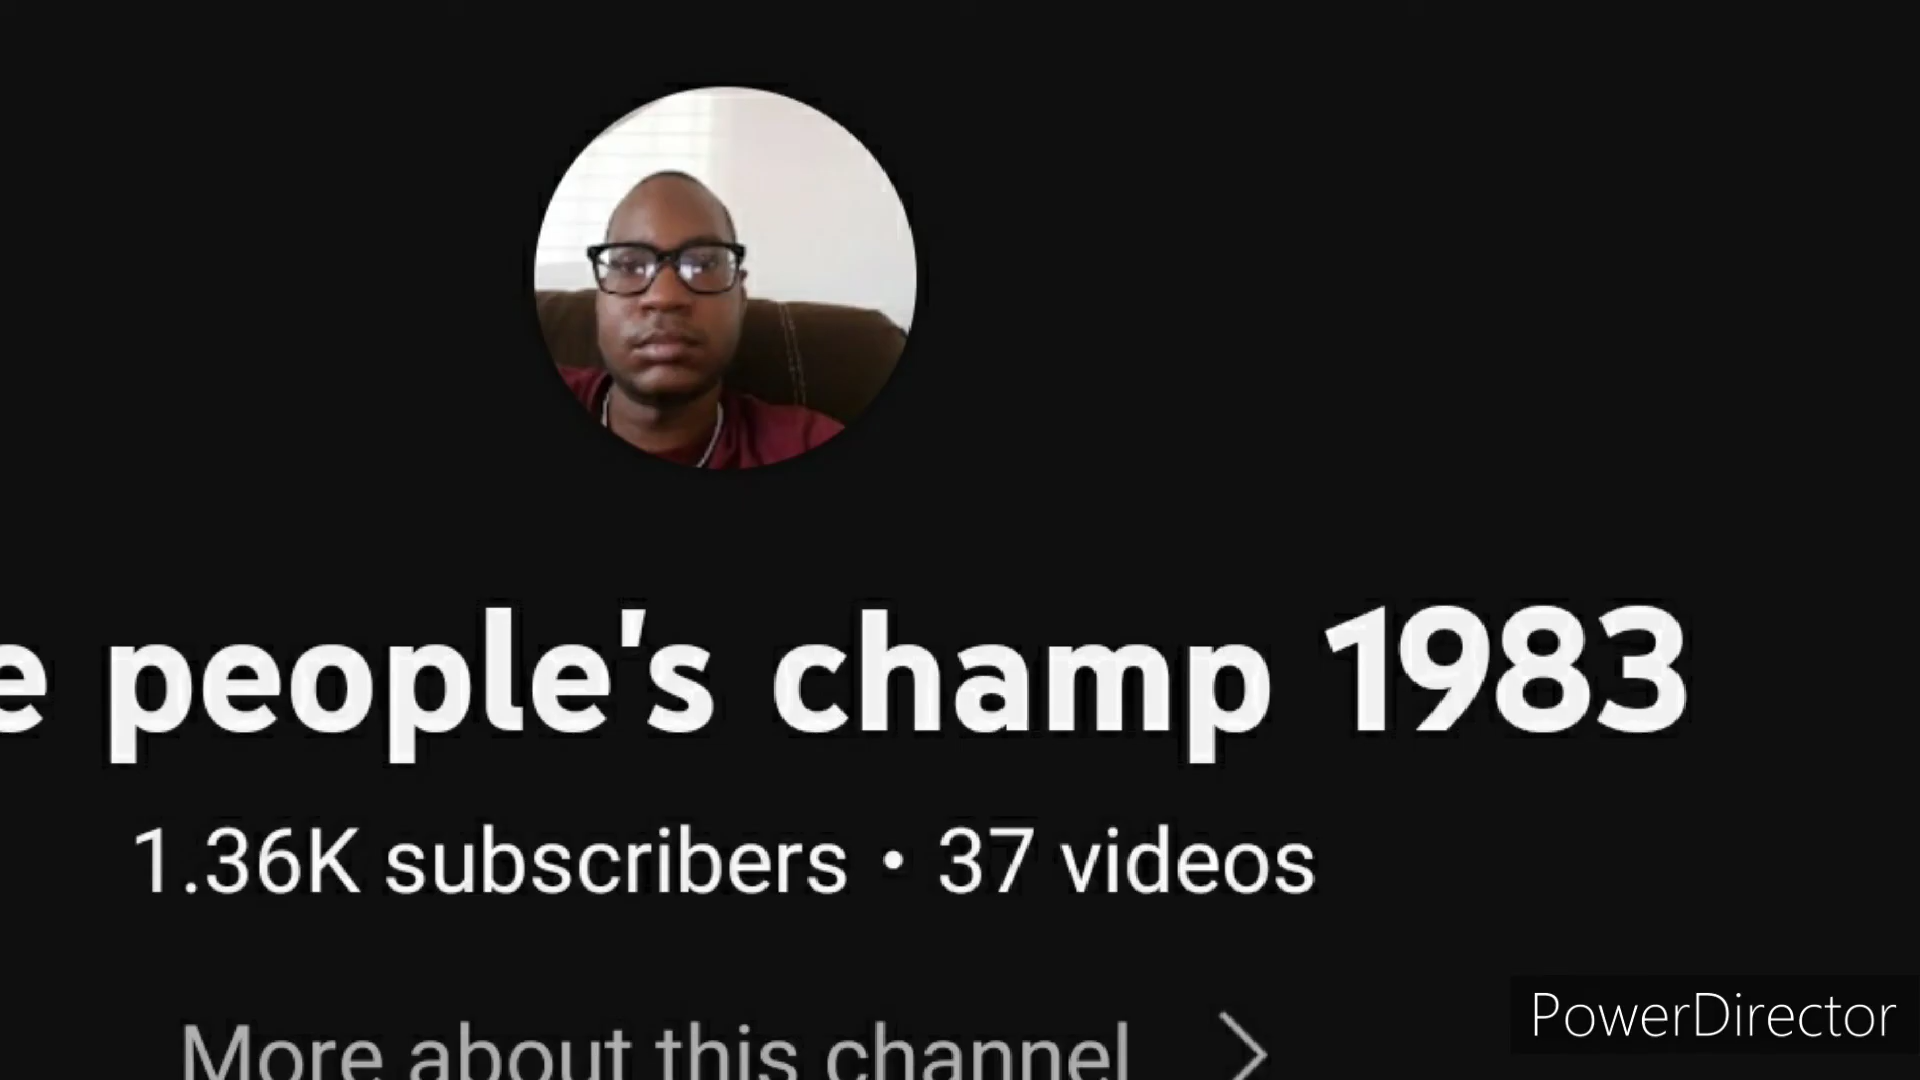 e people's champ 1983
1.36K subscribers • 37 videos
More about this channel
PowerDirector